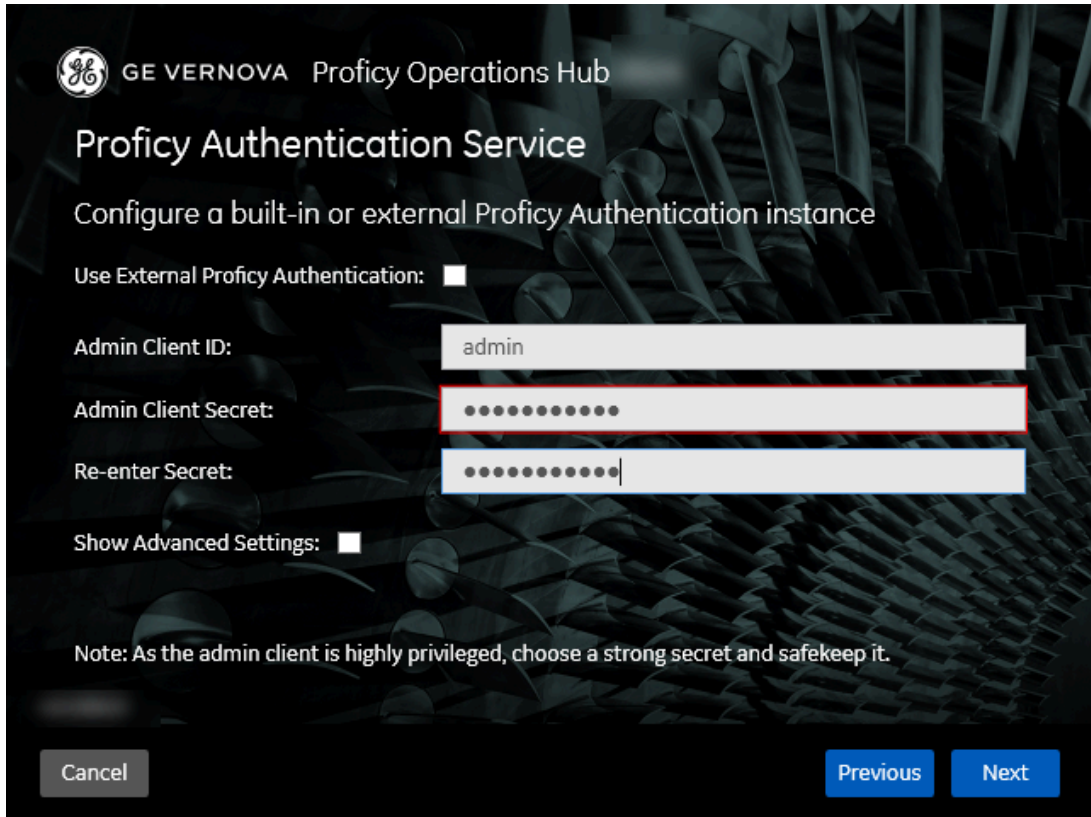 GE VERNOVA Proficy Operations Hub
Proficy Authentication Service
Configure a built-in or external Proficy Authentication instance
Use External Proficy Authentication:
Admin Client ID: admin
Admin Client Secret: ●●●●●●●●●●●
Re-enter Secret: ●●●●●●●●●●●
Show Advanced Settings:
Note: As the admin client is highly privileged, choose a strong secret and safekeep it.
Cancel Previous Next